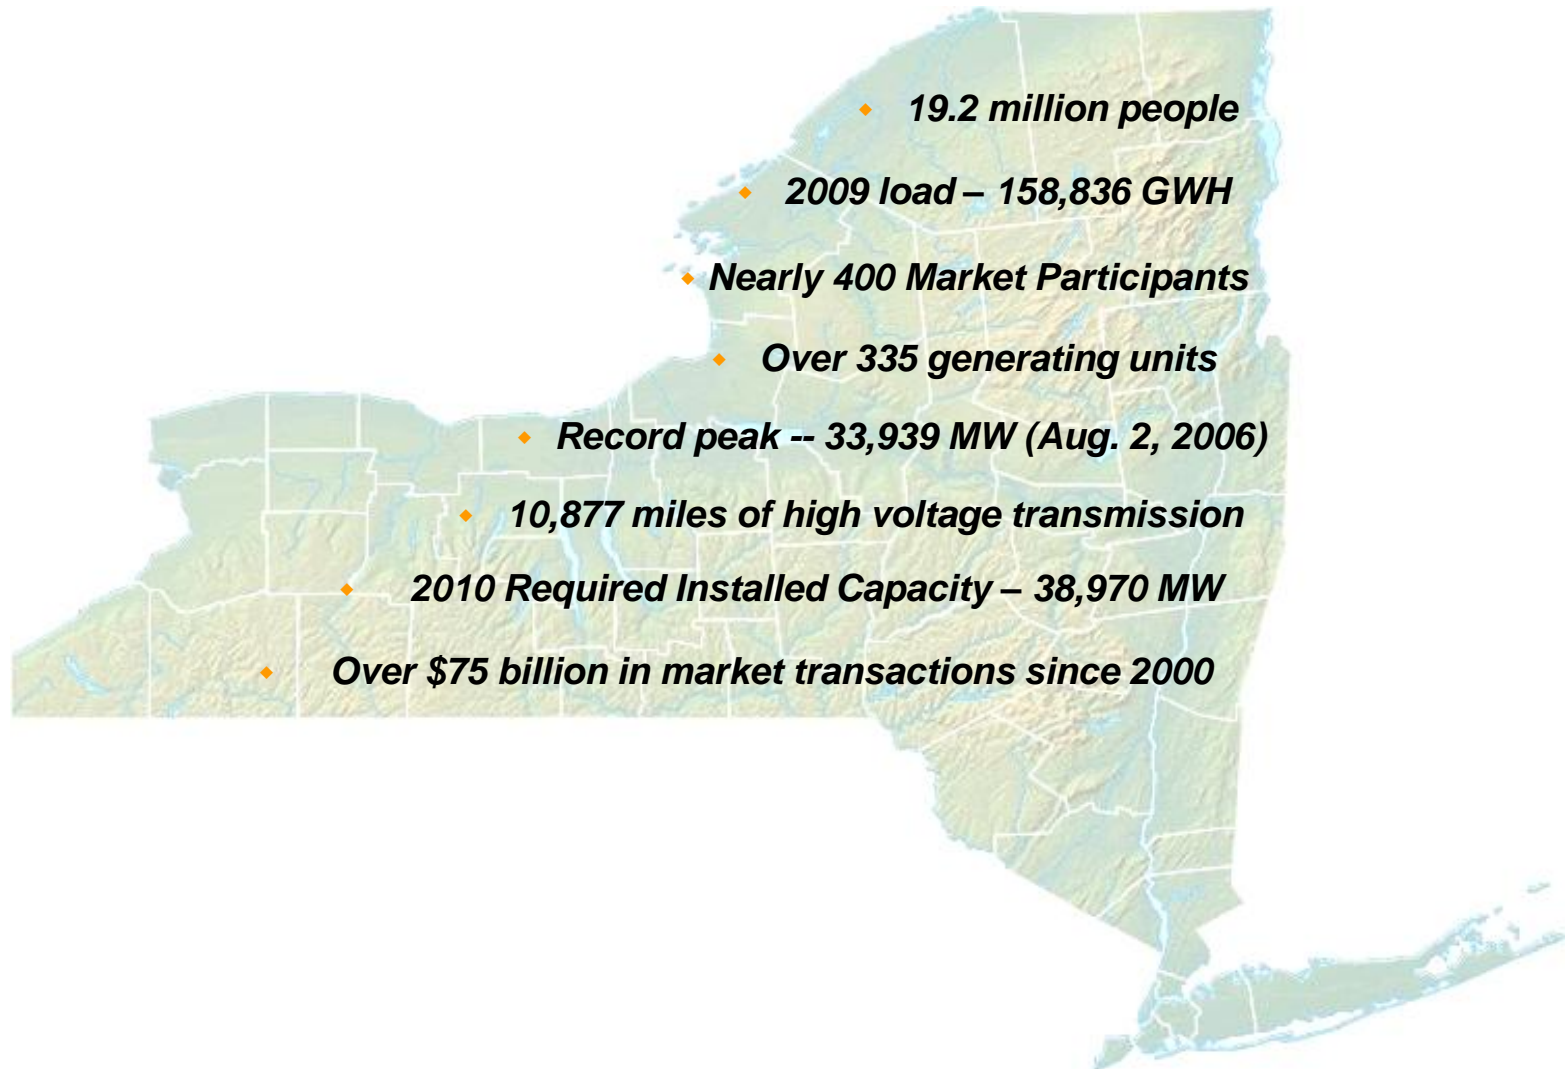 19.2 million people
2009 load – 158,836 GWH
Nearly 400 Market Participants
Over 335 generating units
Record peak -- 33,939 MW (Aug. 2, 2006)
10,877 miles of high voltage transmission
2010 Required Installed Capacity – 38,970 MW
Over $75 billion in market transactions since 2000